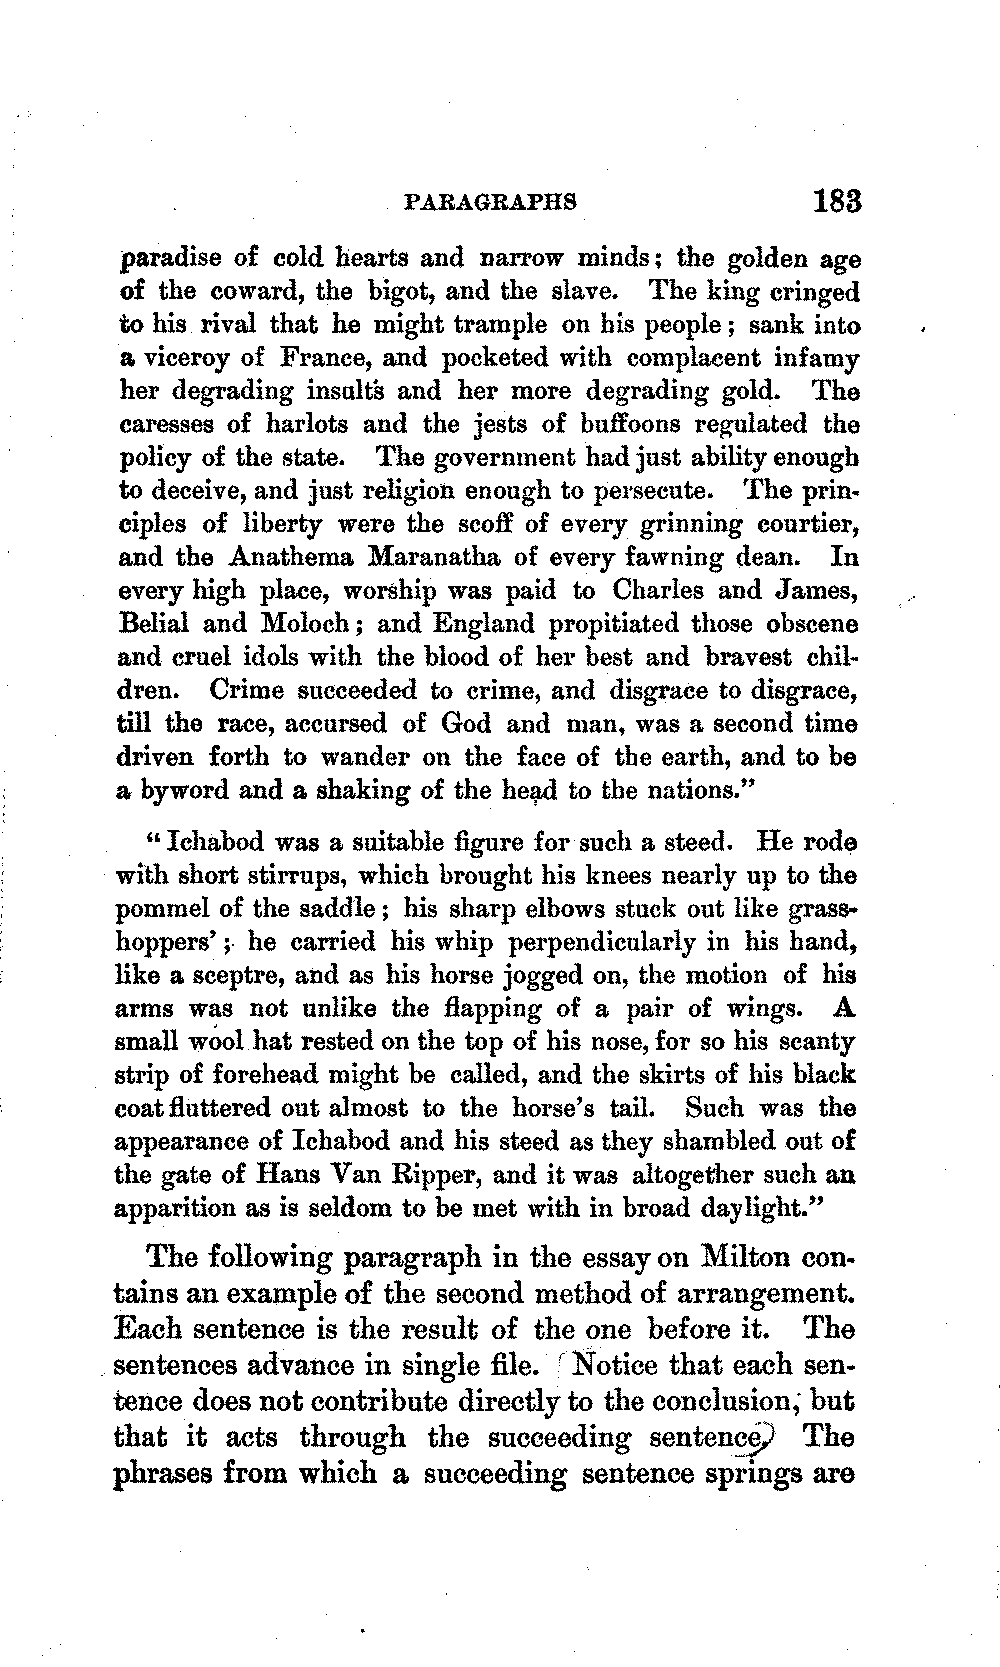 PARAGRAPHS 183
paradise of cold hearts and narrow minds; the golden age
of the coward, the bigot, and the slave. The king cringed
to his rival that he might trample on his people; sank into
a viceroy of France, and pocketed with complacent infamy
her degrading insults and her more degrading gold. The
caresses of harlots and the jests of buffoons regulated the
policy of the state. The government had just ability enough
to deceive, and just religion enough to persecute. The prin-
ciples of liberty were the scoff of every grinning courtier,
and the Anathema Maranatha of every fawning dean. In
every high place, worship was paid to Charles and James,
Belial and Moloch; and England propitiated those obscene
and cruel idols with the blood of her best and bravest chil-
dren. Crime succeeded to crime, and disgrace to disgrace,
till the race, accursed of God and man, was a second time
driven forth to wander on the face of the earth, and to be
a byword and a shaking of the head to the nations."
"Ichabod was a suitable figure for such a steed. He rode
with short stirrups, which brought his knees nearly up to the
pommel of the saddle; his sharp elbows stuck out like grass-
hoppers'; he carried his whip perpendicularly in his hand,
like a sceptre, and as his horse jogged on, the motion of his
arms was not unlike the flapping of a pair of wings. A
small wool hat rested on the top of his nose, for so his scanty
strip of forehead might be called, and the skirts of his black
coat fluttered out almost to the horse's tail. Such was the
appearance of Ichabod and his steed as they shambled out of
the gate of Hans Van Ripper, and it was altogether such an
apparition as is seldom to be met with in broad daylight."
The following paragraph in the essay on Milton con-
tains an example of the second method of arrangement.
Each sentence is the result of the one before it. The
sentences advance in single file. (Notice that each sen-
tence does not contribute directly to the conclusion, but
that it acts through the succeeding sentence.) The
phrases from which a succeeding sentence springs are